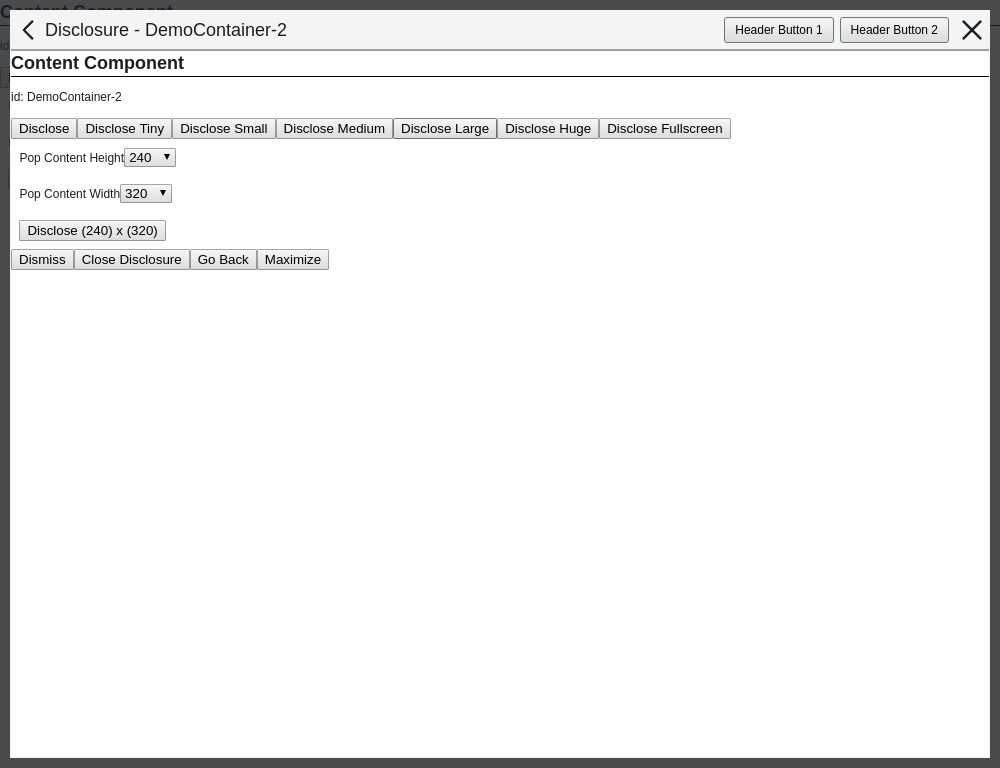 Disclosure - DemoContainer-2
Header Button 1 Header Button 2
Content Component
id: DemoContainer-2
Disclose Disclose Tiny Disclose Small Disclose Medium Disclose Large Disclose Huge Disclose Fullscreen
Pop Content Height 240
Pop Content Width 320
Disclose (240) x (320)
Dismiss Close Disclosure Go Back Maximize